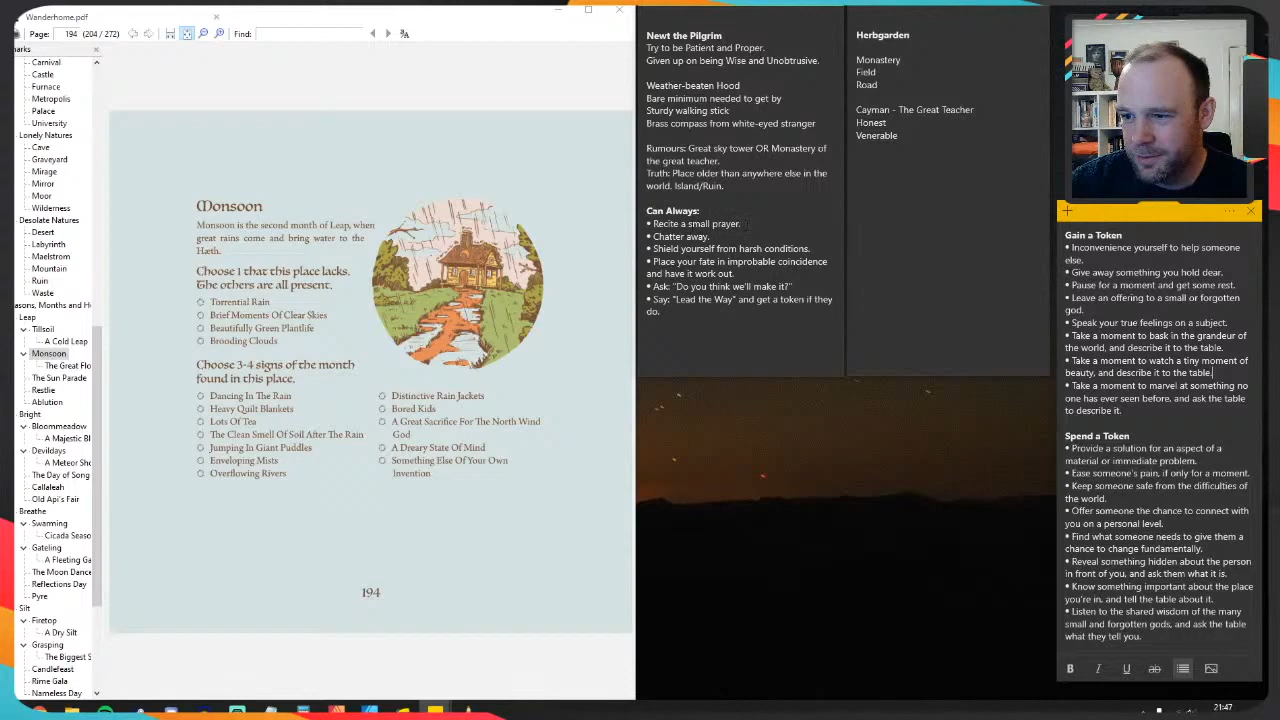 Wanderhome.pdf
Page:
194
(204 / 272)
Find:
Carnival
Castle
Furnace
Metropolis
Palace
University
Lonely Natures
Cave
Graveyard
Mirage
Mirror
Moor
Wilderness
Desolate Natures
Desert
Labyrinth
Maelstrom
Mountain
Ruin
Waste
Leap
Tillsoil
A Cold Leap
Monsoon
The Great Flo
The Sun Parade
Restlie
Ablution
Bright
Bloommeadow
A Majestic Bl
Devildays
A Meteor Sho
The Day of Song
Callaleah
Old Api's Fair
Breathe
Swarming
Cicada Seaso
Gateling
A Fleeting Ga
The Moon Dance
Reflections Day
Pyre
Silt
Firetop
A Dry Silt
Grasping
The Biggest S
Candlefeast
Rime Gala
Nameless Day
Monsoon
Monsoon is the second month of Leap, when
great rains come and bring water to the
Hæth.
Choose 1 that this place lacks.
The others are all present.
Torrential Rain
Brief Moments Of Clear Skies
Beautifully Green Plantlife
Brooding Clouds
Choose 3-4 signs of the month
found in this place.
Dancing In The Rain
Heavy Quilt Blankets
Lots Of Tea
The Clean Smell Of Soil After The Rain
Jumping In Giant Puddles
Enveloping Mists
Overflowing Rivers
Distinctive Rain Jackets
Bored Kids
A Great Sacrifice For The North Wind
God
A Dreary State Of Mind
Something Else Of Your Own
Invention
194
Newt the Pilgrim
Try to be Patient and Proper.
Given up on being Wise and Unobtrusive.
Weather-beaten Hood
Bare minimum needed to get by
Sturdy walking stick
Brass compass from white-eyed stranger
Rumours: Great sky tower OR Monastery of
the great teacher.
Truth: Place older than anywhere else in the
world. Island/Ruin.
Can Always:
• Recite a small prayer.
• Chatter away.
• Shield yourself from harsh conditions.
• Place your fate in improbable coincidence
and have it work out.
• Ask: "Do you think we'll make it?"
• Say: "Lead the Way" and get a token if they
do.
Herbgarden
Monastery
Field
Road
Cayman - The Great Teacher
Honest
Venerable
Gain a Token
• Inconvenience yourself to help someone
else.
• Give away something you hold dear.
• Pause for a moment and get some rest.
• Leave an offering to a small or forgotten
god.
• Speak your true feelings on a subject.
• Take a moment to bask in the grandeur of
the world, and describe it to the table.
• Take a moment to watch a tiny moment of
beauty, and describe it to the table.
• Take a moment to marvel at something no
one has ever seen before, and ask the table
to describe it.
Spend a Token
• Provide a solution for an aspect of a
material or immediate problem.
• Ease someone's pain, if only for a moment.
• Keep someone safe from the difficulties of
the world.
• Offer someone the chance to connect with
you on a personal level.
• Find what someone needs to give them a
chance to change fundamentally.
• Reveal something hidden about the person
in front of you, and ask them what it is.
• Know something important about the place
you're in, and tell the table about it.
• Listen to the shared wisdom of the many
small and forgotten gods, and ask the table
what they tell you.
B I U ab
21:47